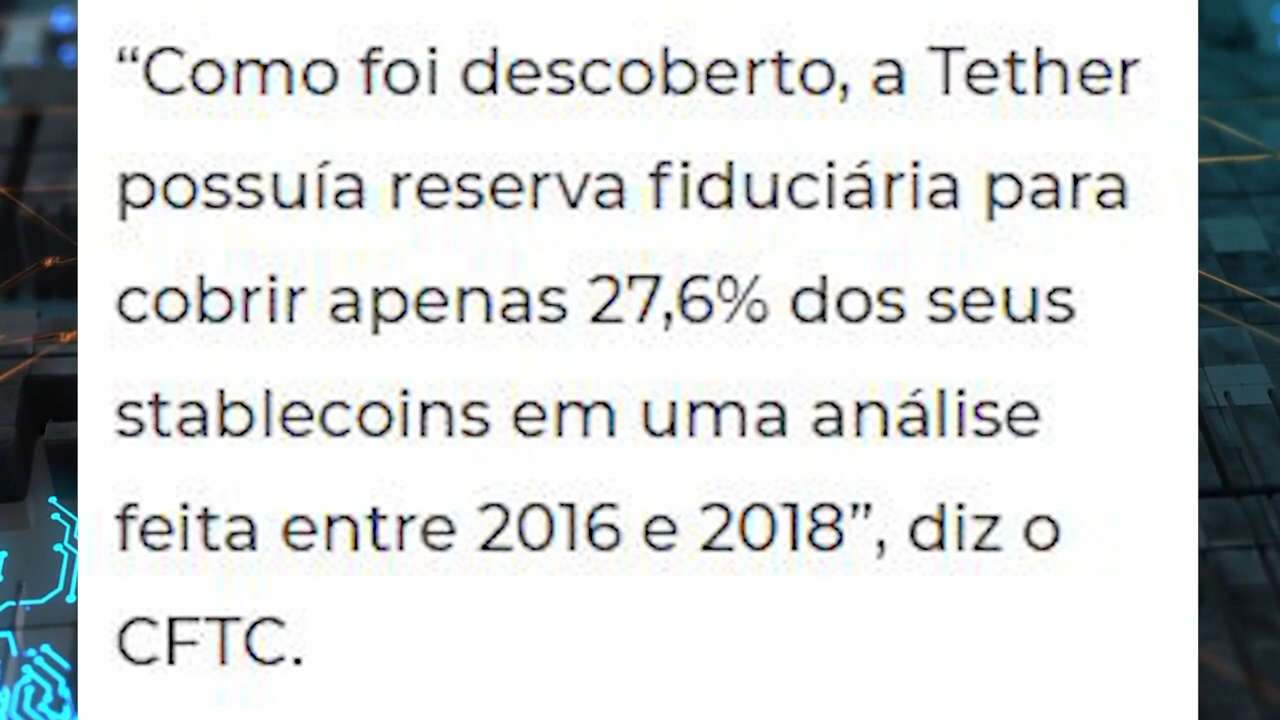 “Como foi descoberto, a Tether
possuía reserva fiduciária para
cobrir apenas 27,6% dos seus
stablecoins em uma análise
feita entre 2016 e 2018”, diz o
CFTC.